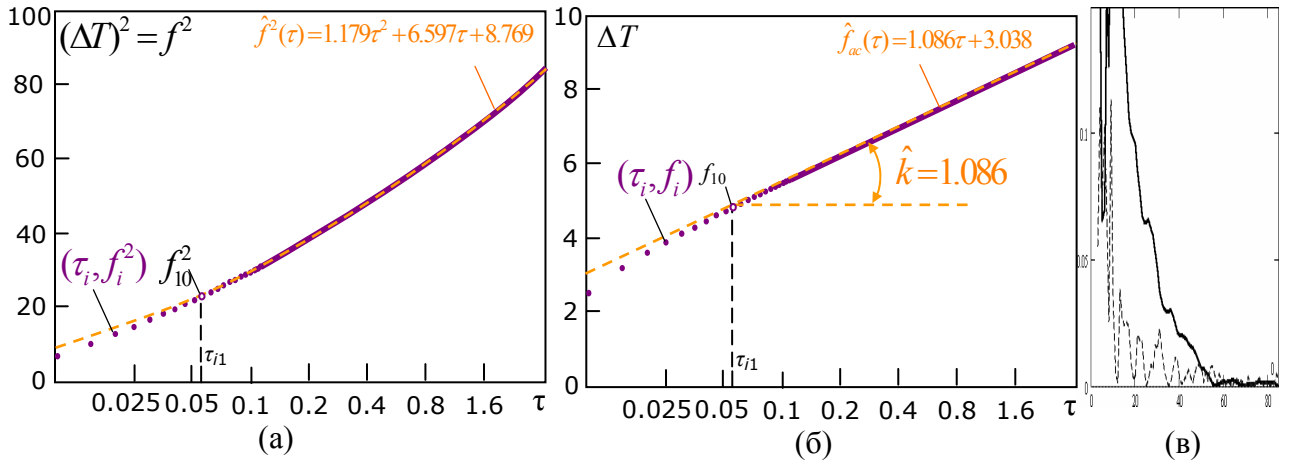 (ΔT)² = f²
f̂²(τ) = 1.179τ² + 6.597τ + 8.769
100
80
60
40
20
0
(τᵢ, fᵢ²)
f²₁₀
τᵢ₁
0.025 0.05 0.1 0.2 0.4 0.8 1.6 τ
(а)
ΔT
f̂ₐ꜀(τ) = 1.086τ + 3.038
10
8
6
4
2
0
(τᵢ, fᵢ)
f₁₀
k̂ = 1.086
τᵢ₁
0.025 0.05 0.1 0.2 0.4 0.8 1.6 τ
(б)
0.1
0.05
0
0 20 40 60 80
(в)